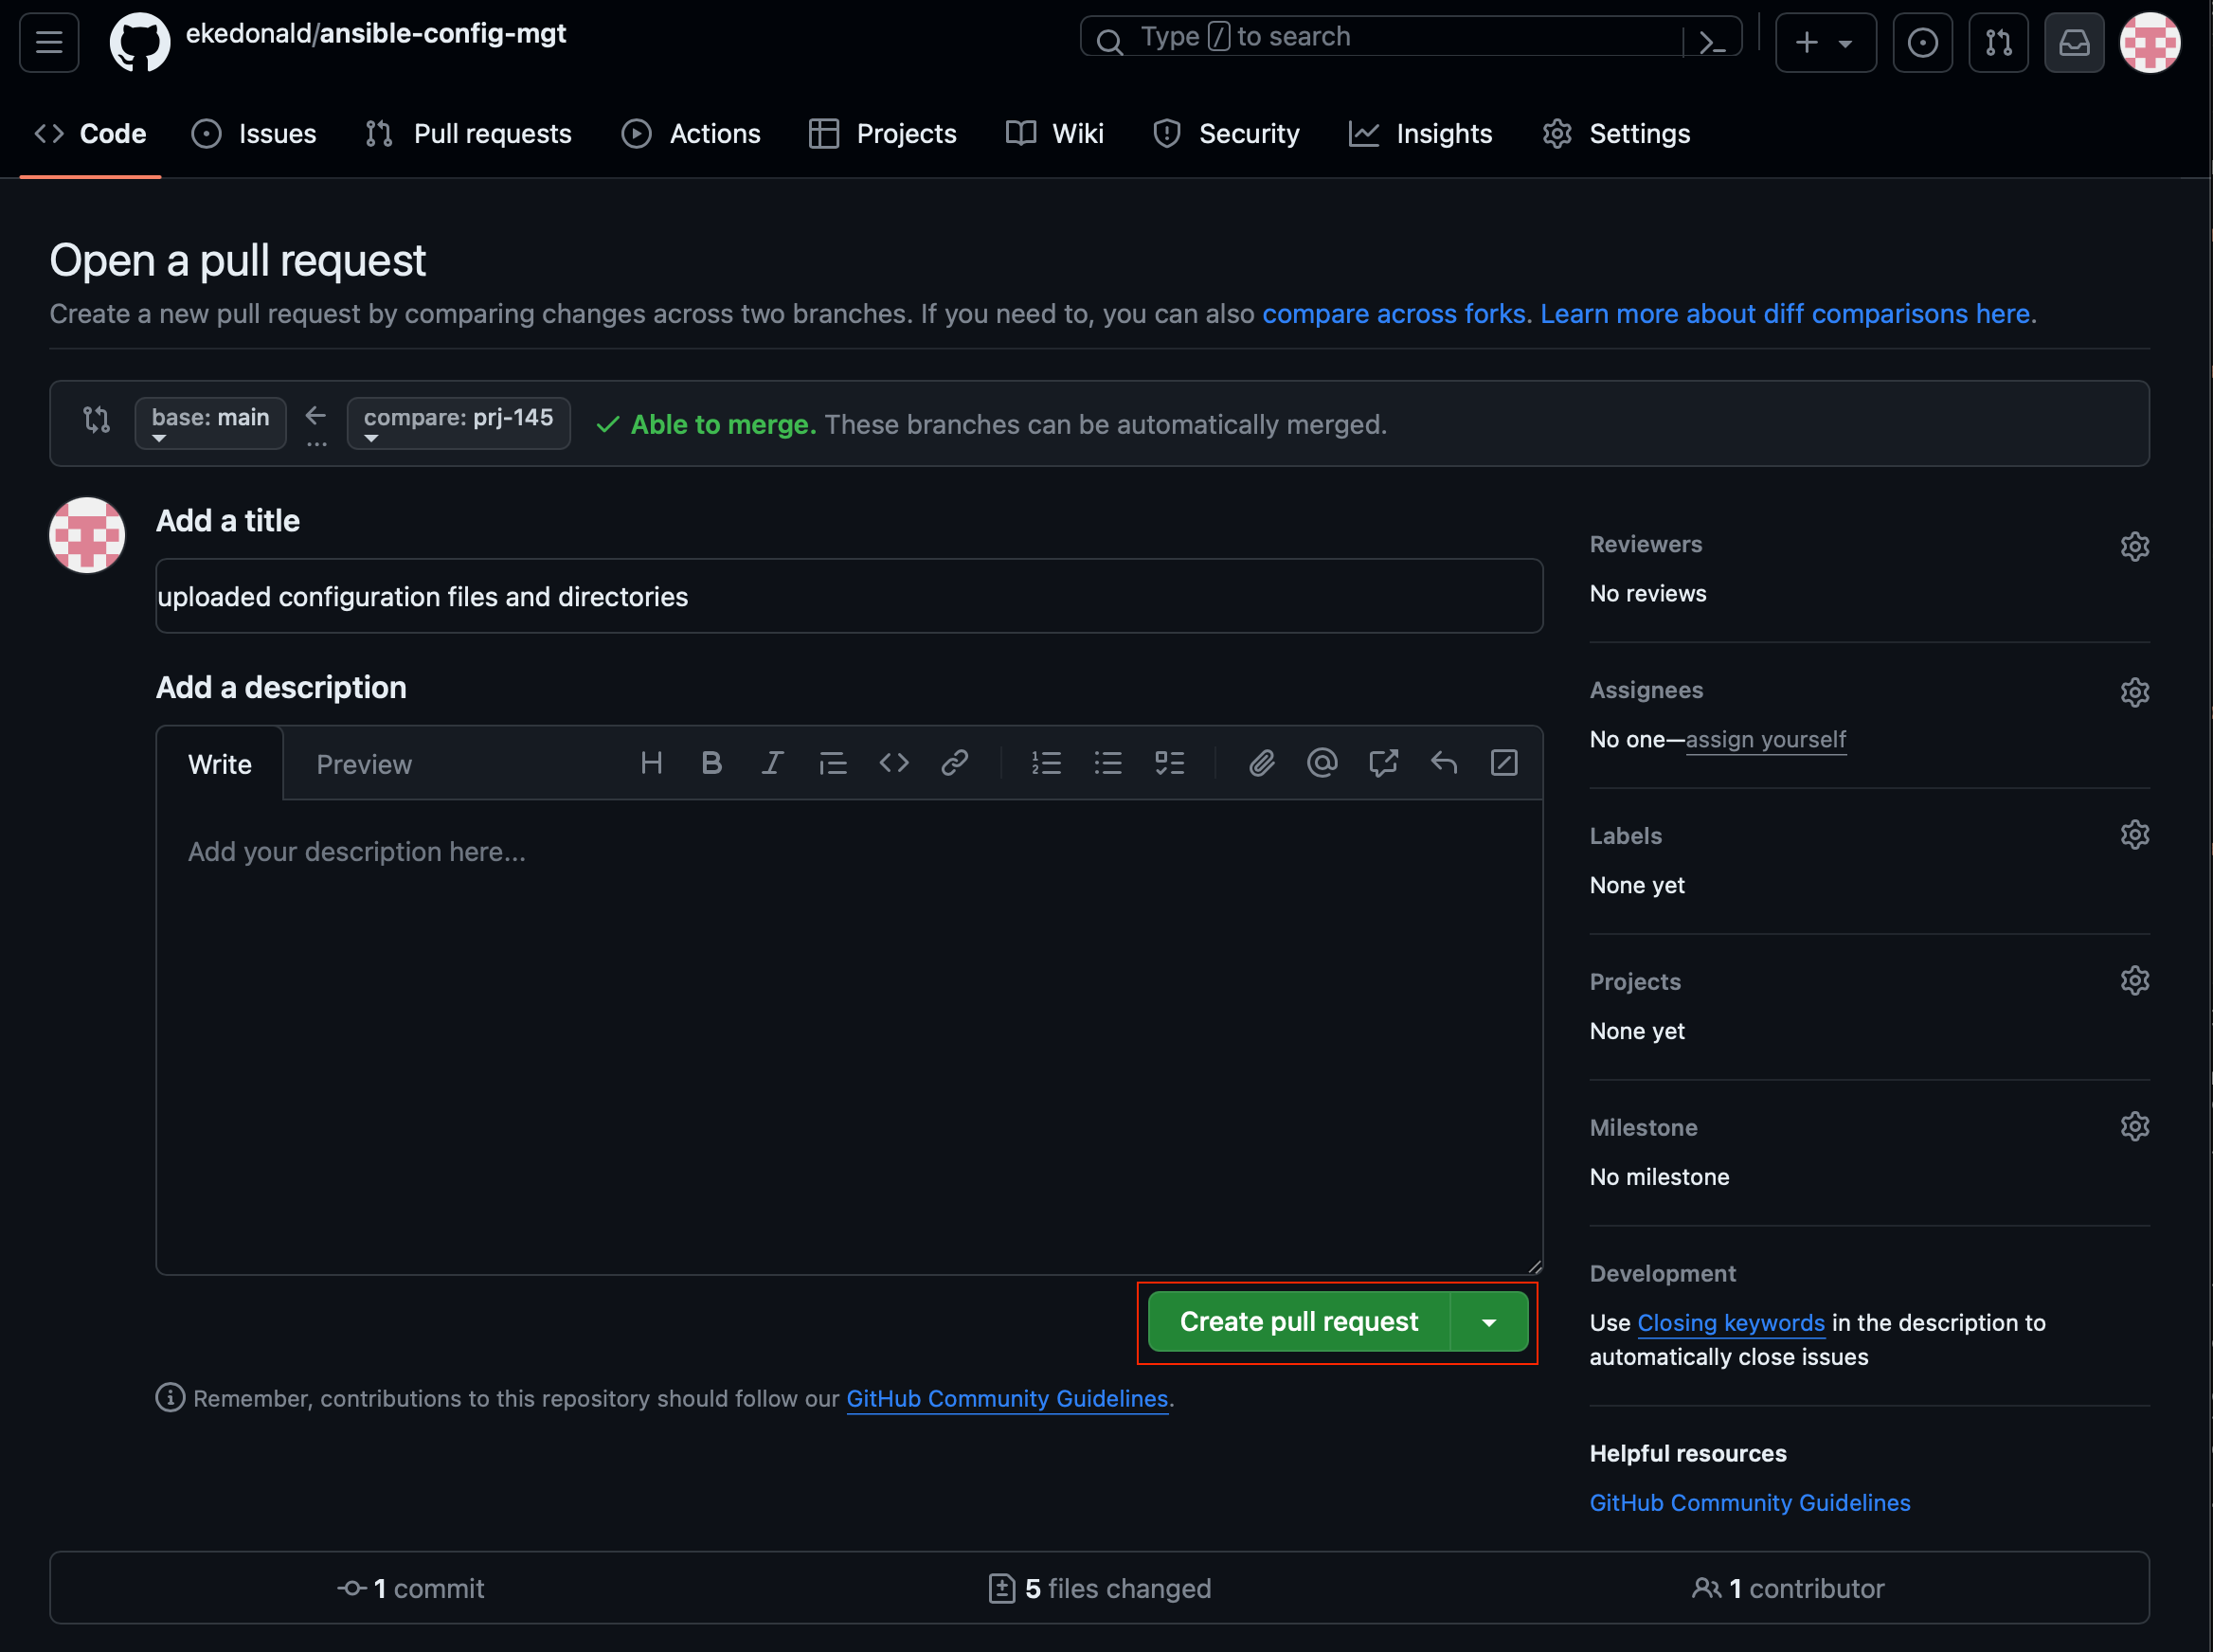 ekedonald/ansible-config-mgt
Type / to search
Code Issues Pull requests Actions Projects Wiki Security Insights Settings
Open a pull request
Create a new pull request by comparing changes across two branches. If you need to, you can also compare across forks. Learn more about diff comparisons here.
base: main
compare: prj-145
Able to merge. These branches can be automatically merged.
Add a title
uploaded configuration files and directories
Add a description
Write Preview
Add your description here...
Create pull request
Remember, contributions to this repository should follow our GitHub Community Guidelines.
Reviewers
No reviews
Assignees
No one—assign yourself
Labels
None yet
Projects
None yet
Milestone
No milestone
Development
Use Closing keywords in the description to
automatically close issues
Helpful resources
GitHub Community Guidelines
1 commit
5 files changed
1 contributor